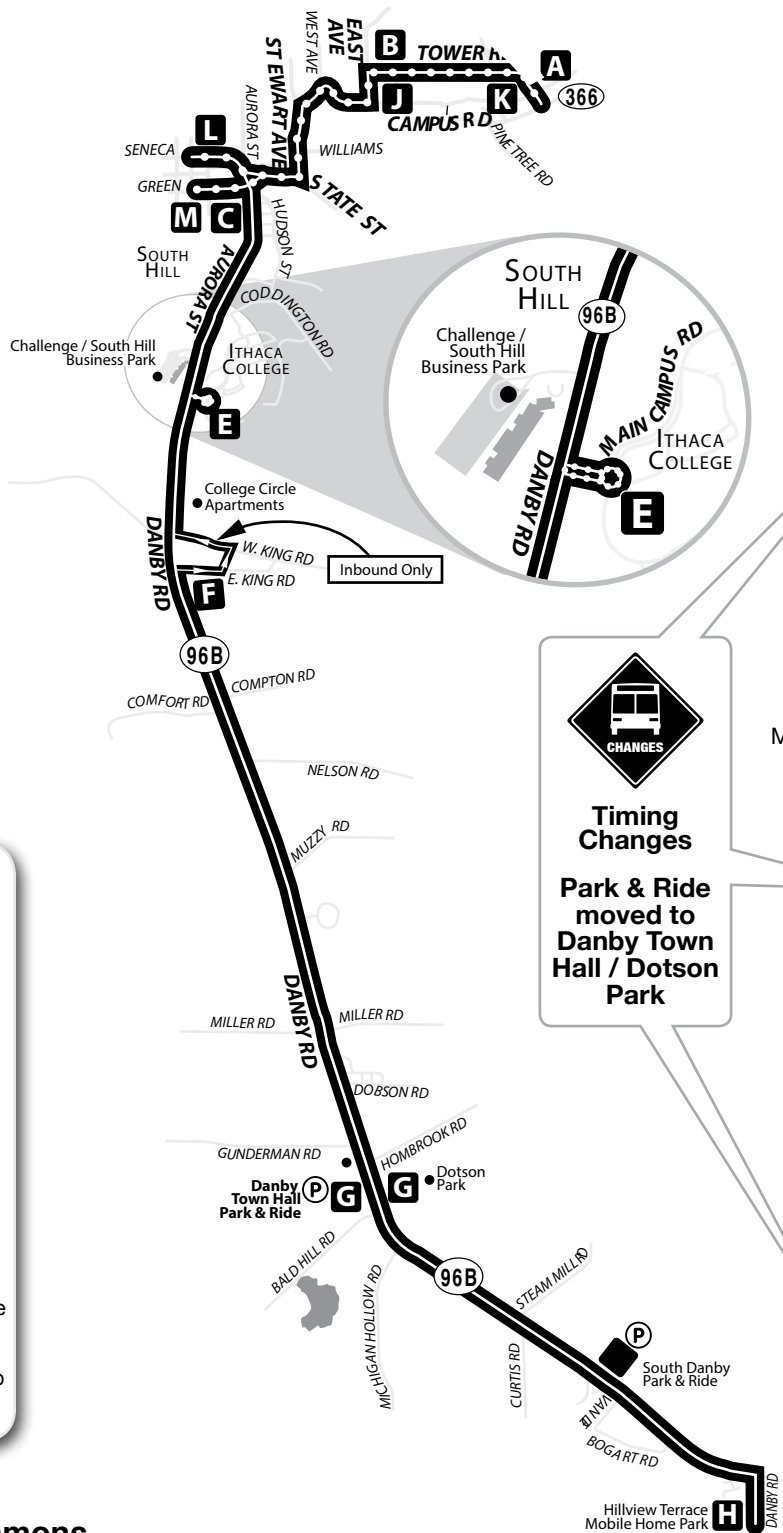 WEST AVE
EAST
AVE
B
TOWER R
A
366
ST EWART AVE
AURORA ST
J
K
CAMPUS RD
PINE TREE RD
L
SENECA
WILLIAMS
GREEN
STATE ST
M
C
HUDSON ST
SOUTH
HILL
AURORA ST
CODDINGTON RD
Challenge / South Hill
Business Park
ITHACA
COLLEGE
E
SOUTH
HILL
96B
Challenge /
South Hill
Business Park
MAIN CAMPUS RD
ITHACA
COLLEGE
DANBY RD
E
College Circle
Apartments
DANBY RD
W. KING RD
Inbound Only
E. KING RD
F
96B
COMPTON RD
COMFORT RD
NELSON RD
MUZZY RD
CHANGES
Timing
Changes
Park & Ride
moved to
Danby Town
Hall / Dotson
Park
M
DANBY RD
MILLER RD
MILLER RD
DOBSON RD
GUNDERMAN RD
HOMBROOK RD
Danby
Town Hall
Park & Ride
P
G
G
Dotson
Park
BALD HILL RD
MICHIGAN HOLLOW RD
96B
STEAM MILL RD
CURTIS RD
P
South Danby
Park & Ride
BOGART RD
Hillview Terrace
Mobile Home Park
H
DANBY RD
e
mmons